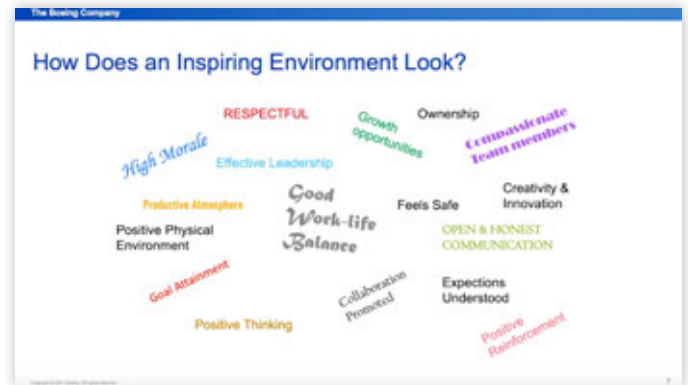 The Boeing Company
How Does an Inspiring Environment Look?
RESPECTFUL
Growth
opportunities
Ownership
Compassionate
Team members
High Morale
Effective Leadership
Productive Atmosphere
Good
Work-life
Balance
Feels Safe
Creativity &
Innovation
Positive Physical
Environment
OPEN & HONEST
COMMUNICATION
Goal Attainment
Collaboration
Promoted
Expections
Understood
Positive Thinking
Positive
Reinforcement
7